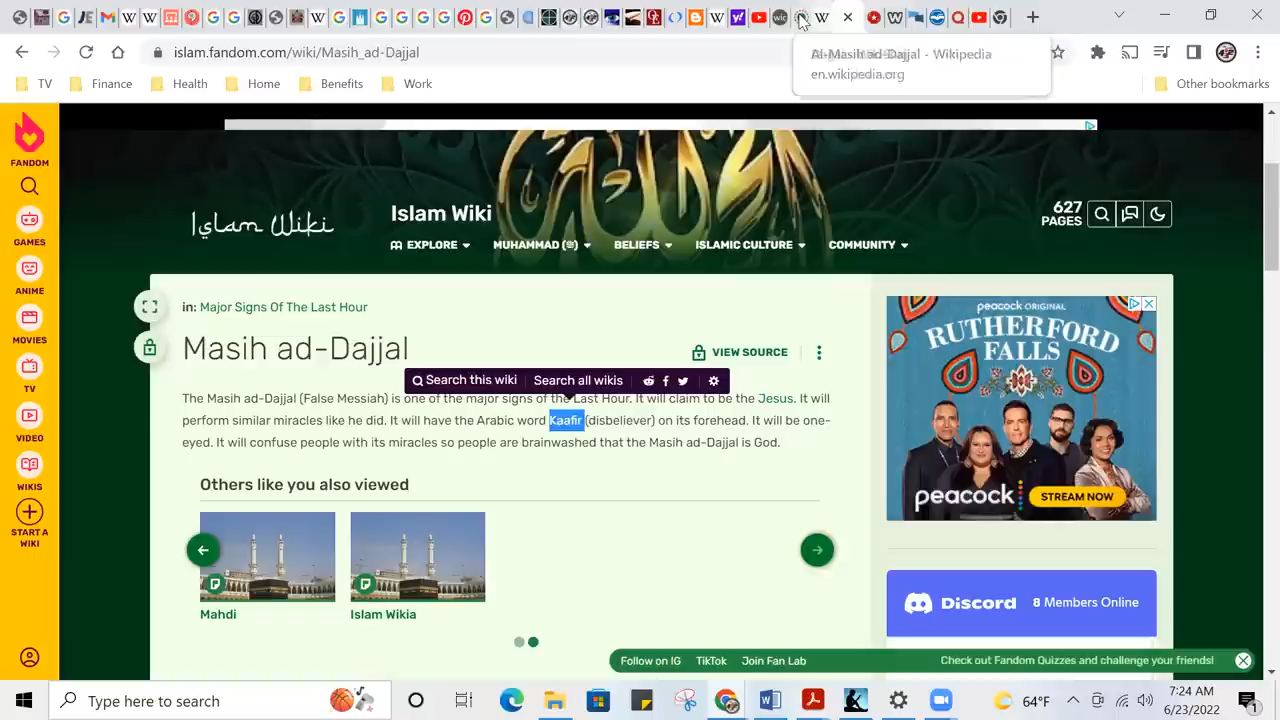 islam.fandom.com/wiki/Masih_ad-Dajjal
Al-Masih ad-Dajjal - Wikipedia
en.wikipedia.org
TV
Finance
Health
Home
Benefits
Work
Other bookmarks
FANDOM
GAMES
ANIME
MOVIES
TV
VIDEO
WIKIS
START A
WIKI
Islam Wiki
Islam Wiki
627
PAGES
EXPLORE
MUHAMMAD (ﷺ)
BELIEFS
ISLAMIC CULTURE
COMMUNITY
in: Major Signs Of The Last Hour
Masih ad-Dajjal
VIEW SOURCE
Search this wiki
Search all wikis
The Masih ad-Dajjal (False Messiah) is one of the major signs of the Last Hour. It will claim to be the Jesus. It will
perform similar miracles like he did. It will have the Arabic word Kaafir (disbeliever) on its forehead. It will be one-
eyed. It will confuse people with its miracles so people are brainwashed that the Masih ad-Dajjal is God.
Others like you also viewed
Mahdi
Islam Wikia
peacock ORIGINAL
RUTHERFORD
FALLS
peacock
STREAM NOW
Discord
8 Members Online
Follow on IG
TikTok
Join Fan Lab
Check out Fandom Quizzes and challenge your friends!
Type here to search
64°F
7:24 AM
6/23/2022
1